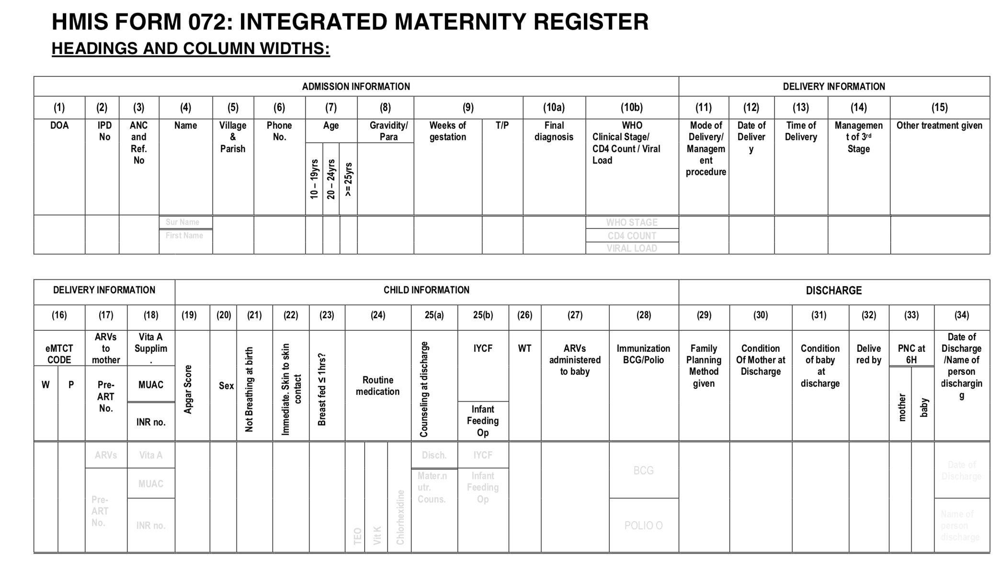 HMIS FORM 072: INTEGRATED MATERNITY REGISTER
HEADINGS AND COLUMN WIDTHS:
ADMISSION INFORMATION DELIVERY INFORMATION
(1) (2) (3) (4) (5) (6) (7) (8) (9) (10a) (10b) (11) (12) (13) (14) (15)
DOA
IPD
No
ANC
and
Ref.
No
Name
Village
&
Parish
Phone
No.
Age
10 – 19yrs
20 – 24yrs
>= 25yrs
Gravidity/
Para
Weeks of
gestation
T/P
Final
diagnosis
WHO
Clinical Stage/
CD4 Count / Viral
Load
Mode of
Delivery/
Managem
ent
procedure
Date of
Deliver
y
Time of
Delivery
Managemen
t of 3rd
Stage
Other treatment given
Sur Name
First Name
WHO STAGE
CD4 COUNT
VIRAL LOAD
DELIVERY INFORMATION CHILD INFORMATION DISCHARGE
(16) (17) (18) (19) (20) (21) (22) (23) (24) 25(a) 25(b) (26) (27) (28) (29) (30) (31) (32) (33) (34)
eMTCT
CODE
W P
ARVs
to
mother
Pre-
ART
No.
Vita A
Supplim
.
MUAC
INR no.
Apgar Score
Sex
Not Breathing at birth
Immediate. Skin to skin
contact
Breast fed ≤ 1hrs?
Routine
medication
Counseling at discharge
IYCF
Infant
Feeding
Op
WT
ARVs
administered
to baby
Immunization
BCG/Polio
Family
Planning
Method
given
Condition
Of Mother at
Discharge
Condition
of baby
at
discharge
Delive
red by
PNC at
6H
mother
baby
Date of
Discharge
/Name of
person
dischargin
g
ARVs
Pre-
ART
No.
Vita A
MUAC
INR no.
TEO
Vit K
Chlorhexidine
Disch.
Mater.n
utr.
Couns.
IYCF
Infant
Feeding
Op
BCG
POLIO O
Date of
Discharge
Name of
person
discharge